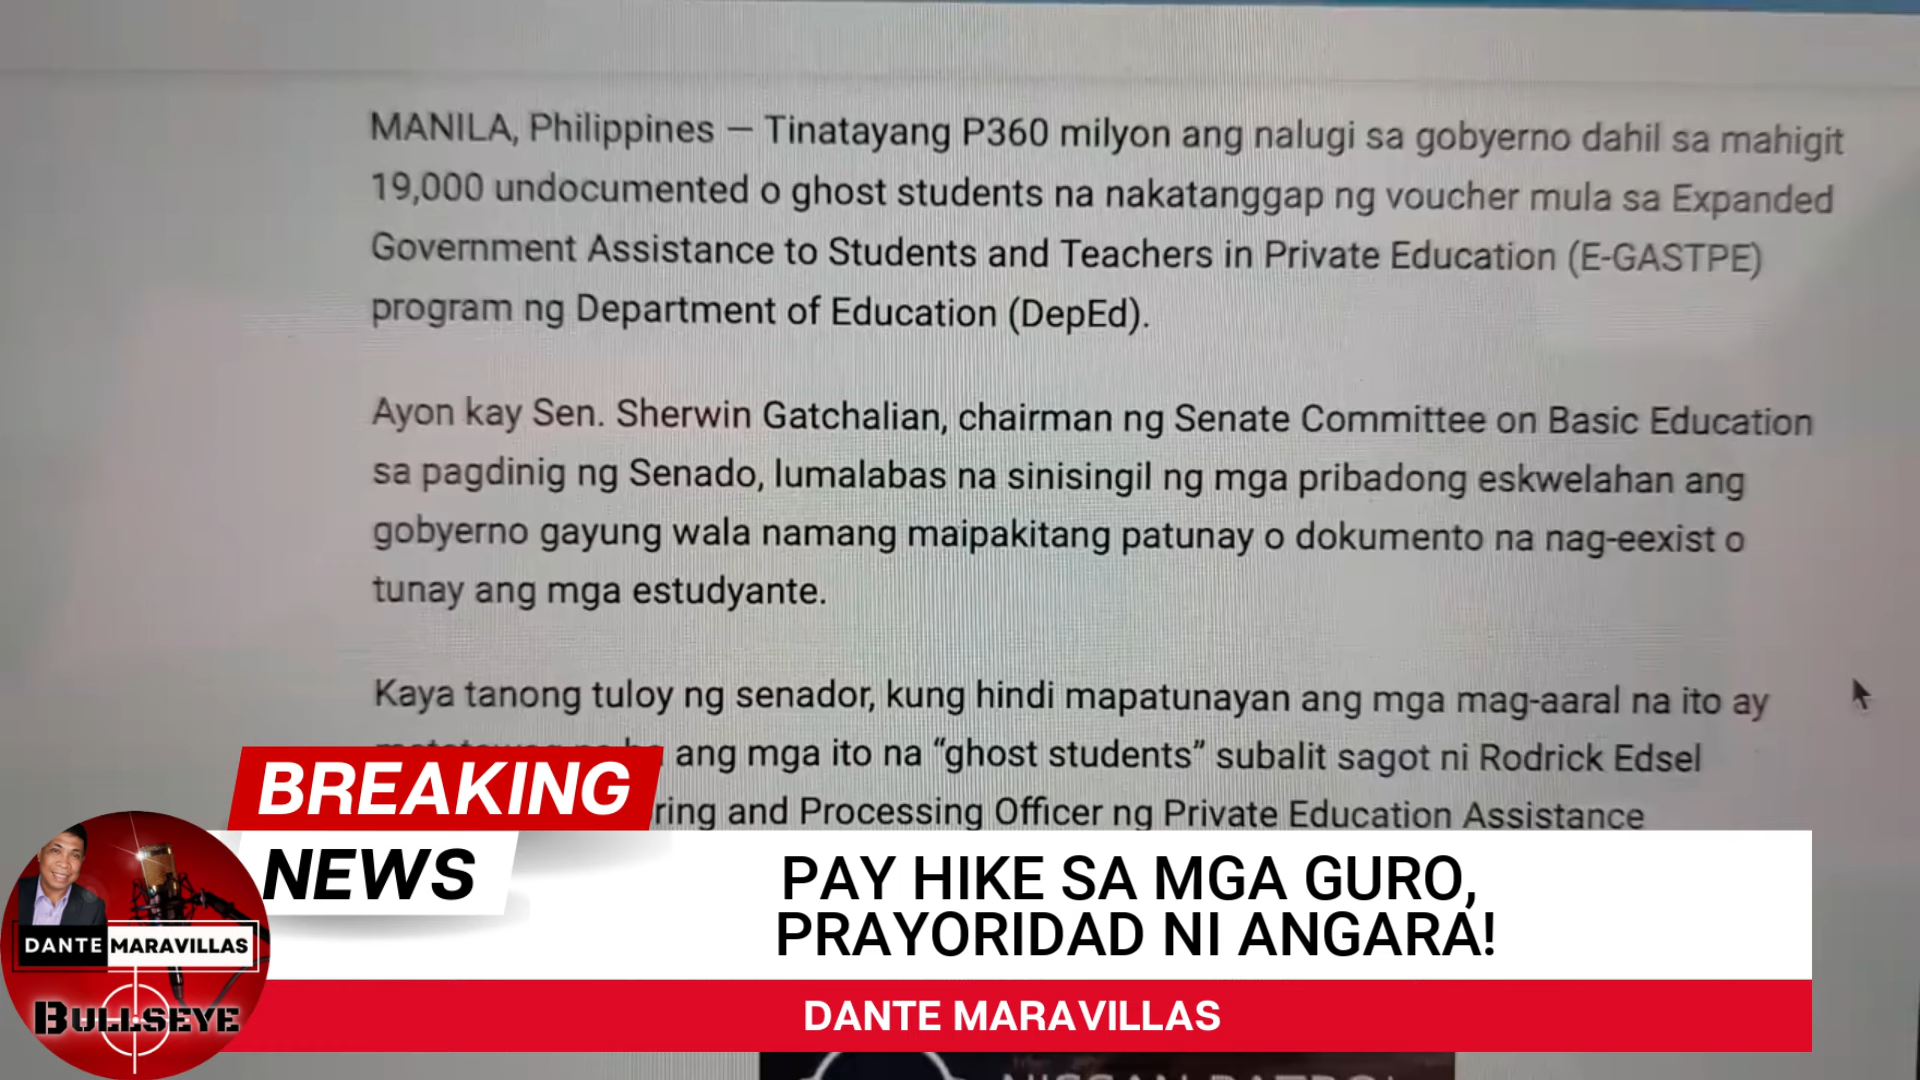 MANILA, Philippines — Tinatayang P360 milyon ang nalugi sa gobyerno dahil sa mahigit
19,000 undocumented o ghost students na nakatanggap ng voucher mula sa Expanded
Government Assistance to Students and Teachers in Private Education (E-GASTPE)
program ng Department of Education (DepEd).
Ayon kay Sen. Sherwin Gatchalian, chairman ng Senate Committee on Basic Education
sa pagdinig ng Senado, lumalabas na sinisingil ng mga pribadong eskwelahan ang
gobyerno gayung wala namang maipakitang patunay o dokumento na nag-eexist o
tunay ang mga estudyante.
Kaya tanong tuloy ng senador, kung hindi mapatunayan ang mga mag-aaral na ito ay
ang mga ito na “ghost students” subalit sagot ni Rodrick Edsel
and Processing Officer ng Private Education Assistance
BREAKING
NEWS
PAY HIKE SA MGA GURO,
PRAYORIDAD NI ANGARA!
DANTE MARAVILLAS
DANTE MARAVILLAS
BULLSEYE